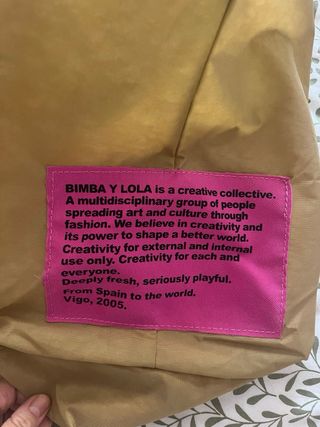 BIMBA Y LOLA is a creative collective.
A multidisciplinary group of people
spreading art and culture through
fashion. We believe in creativity and
its power to shape a better world.
Creativity for external and internal
use only. Creativity for each and
everyone.
Deeply fresh, seriously playful.
From Spain to the world.
Vigo, 2005.